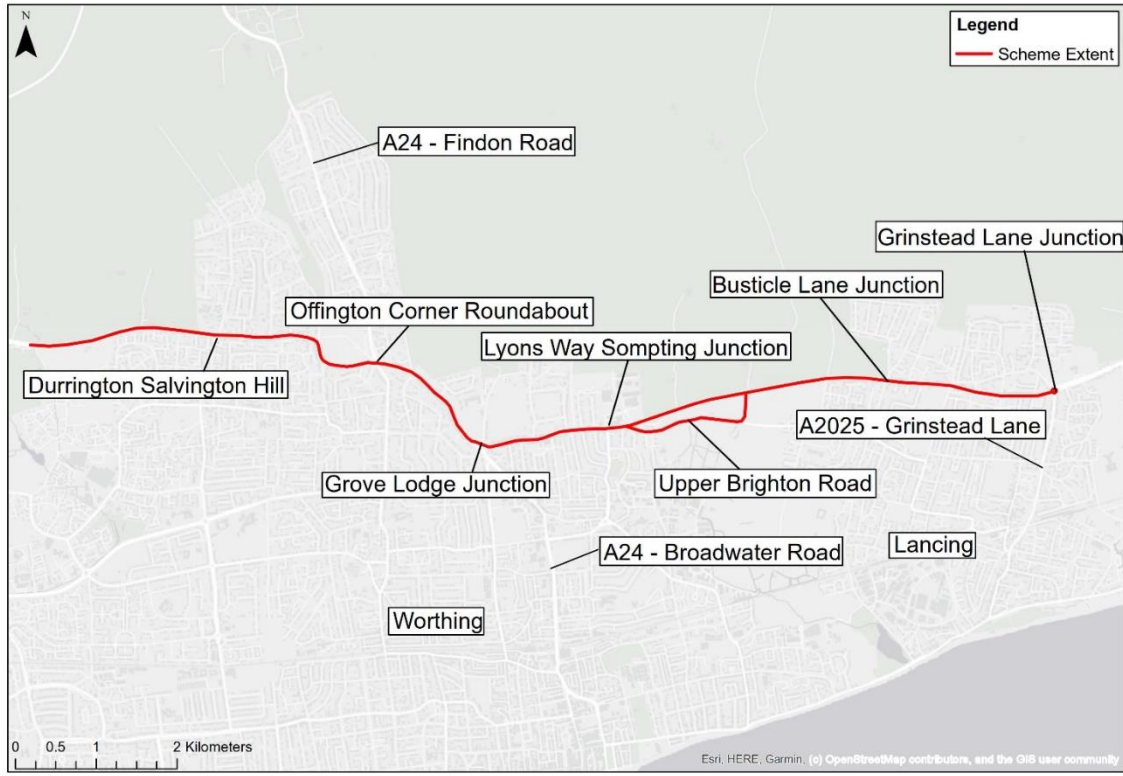 N
Legend
Scheme Extent
A24 - Findon Road
Grinstead Lane Junction
Busticle Lane Junction
Offington Corner Roundabout
Lyons Way Sompting Junction
Durrington Salvington Hill
A2025 - Grinstead Lane
Grove Lodge Junction
Upper Brighton Road
A24 - Broadwater Road
Lancing
Worthing
0 0.5 1 2 Kilometers
Esri, HERE, Garmin, (c) OpenStreetMap contributors, and the GIS user community